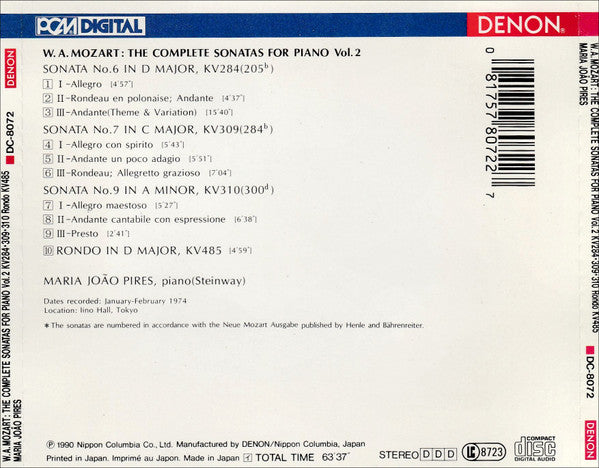 PCM DIGITAL
DENON®
W. A. MOZART: THE COMPLETE SONATAS FOR PIANO Vol. 2
SONATA No. 6 IN D MAJOR, KV284(205ᵇ)
1 I-Allegro [4'57"]
2 II-Rondeau en polonaise; Andante [4'37"]
3 III-Andante(Theme & Variation) [15'40"]
SONATA No. 7 IN C MAJOR, KV309(284ᵇ)
4 I-Allegro con spirito [5'43"]
5 II-Andante un poco adagio [5'51"]
6 III-Rondeau; Allegretto grazioso [7'04"]
SONATA No. 9 IN A MINOR, KV310(300ᵈ)
7 I-Allegro maestoso [5'27"]
8 II-Andante cantabile con espressione [6'38"]
9 III-Presto [2'41"]
10 RONDO IN D MAJOR, KV485 [4'59"]
MARIA JOÃO PIRES, piano(Steinway)
Dates recorded: January-February 1974
Location: Iino Hall, Tokyo
* The sonatas are numbered in accordance with the Neue Mozart Ausgabe published by Henle and Bähnreiter.
0 81757 80722 7
℗ 1990 Nippon Columbia Co., Ltd. Manufactured by DENON/Nippon Columbia, Japan
Printed in Japan. Imprimé au Japon. Made in Japan TOTAL TIME 63'37"
STEREO D D D LC 8723 COMPACT disc DIGITAL AUDIO
W. A. MOZART: THE COMPLETE SONATAS FOR PIANO Vol. 2 KV284·309·310 Rondo KV485
MARIA JOÃO PIRES
DC-8072
DENON
W. A. MOZART: THE COMPLETE SONATAS FOR PIANO Vol. 2 KV284·309·310 Rondo KV485
MARIA JOÃO PIRES
DC-8072
DENON